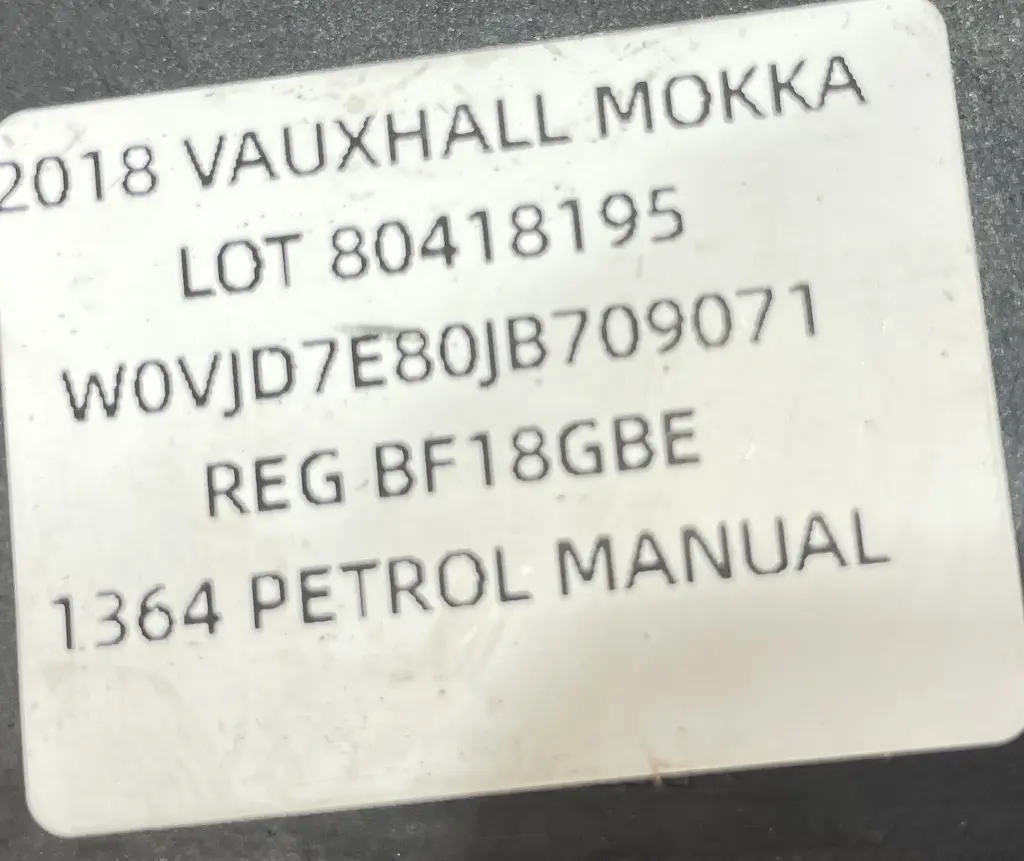 2018 VAUXHALL MOKKA
LOT 80418195
W0VJD7E80JB709071
REG BF18GBE
1364 PETROL MANUAL